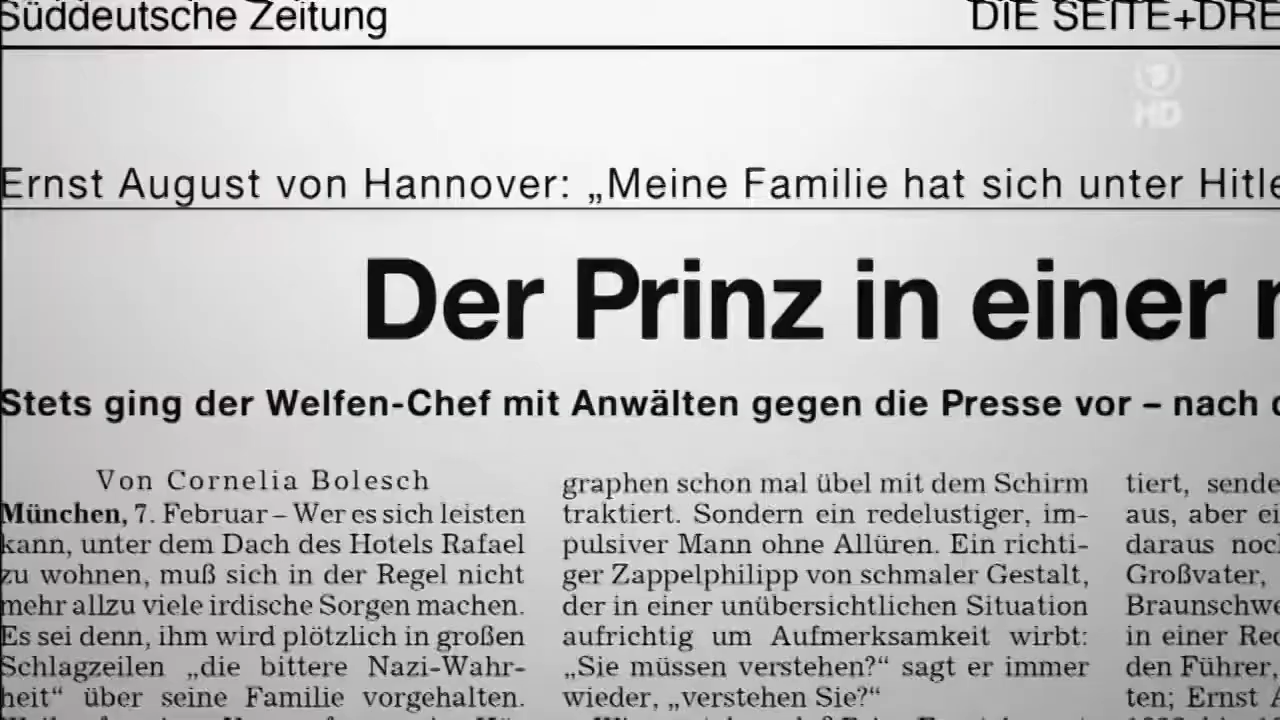 Süddeutsche Zeitung
DIE SEITE+DRE
HD
Ernst August von Hannover: „Meine Familie hat sich unter Hitle
Der Prinz in einer
Stets ging der Welfen-Chef mit Anwälten gegen die Presse vor – nach
Von Cornelia Bolesch
München, 7. Februar – Wer es sich leisten
kann, unter dem Dach des Hotels Rafael
zu wohnen, muß sich in der Regel nicht
mehr allzu viele irdische Sorgen machen.
Es sei denn, ihm wird plötzlich in großen
Schlagzeilen „die bittere Nazi-Wahr-
heit“ über seine Familie vorgehalten.
graphen schon mal übel mit dem Schirm
traktiert. Sondern ein redelustiger, im-
pulsiver Mann ohne Allüren. Ein richti-
ger Zappelphilipp von schmaler Gestalt,
der in einer unübersichtlichen Situation
aufrichtig um Aufmerksamkeit wirbt:
„Sie müssen verstehen?“ sagt er immer
wieder, „verstehen Sie?“
tiert, sende
aus, aber ei
daraus noc
Großvater,
Braunschwe
in einer Red
den Führer,
ten; Ernst A